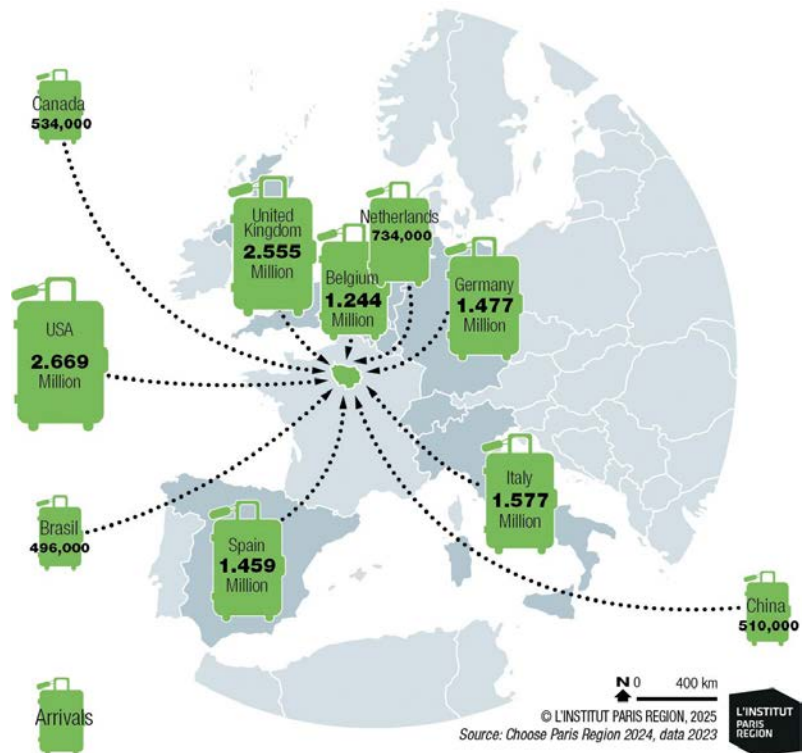 Canada
534,000
United
Kingdom
2.555
Million
Netherlands
734,000
Belgium
1.244
Million
Germany
1.477
Million
USA
2.669
Million
Italy
1.577
Million
Brasil
496,000
Spain
1.459
Million
China
510,000
Arrivals
N 0 400 km
© L'INSTITUT PARIS REGION, 2025
Source: Choose Paris Region 2024, data 2023
L'INSTITUT
PARIS
REGION